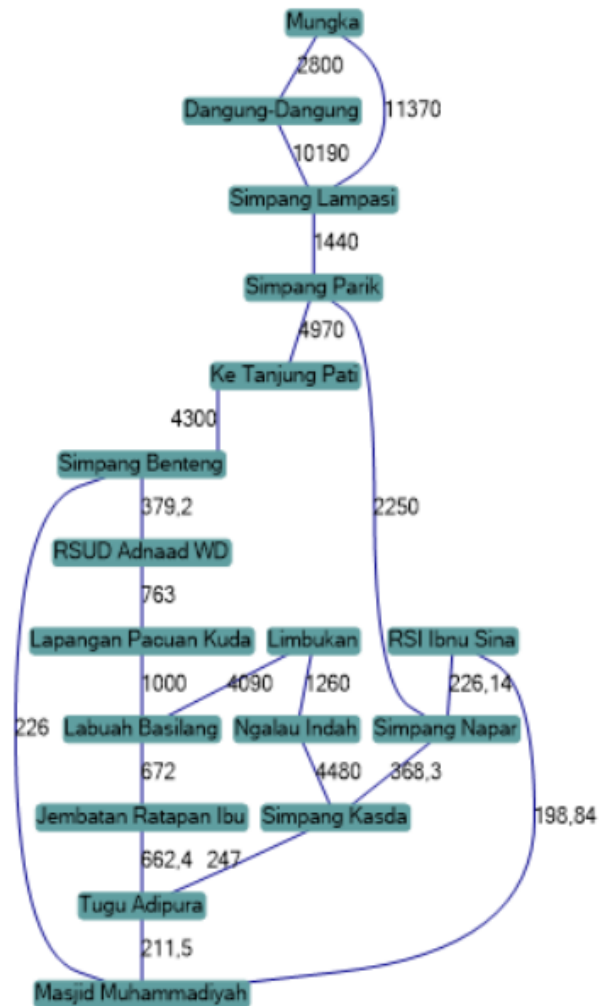 Mungka
2800
Dangung-Dangung
11370
10190
Simpang Lampasi
1440
Simpang Parik
4970
Ke Tanjung Pati
4300
Simpang Benteng
379,2
2250
RSUD Adnaad WD
763
Lapangan Pacuan Kuda
Limbukan
RSI Ibnu Sina
1000
4090
1260
226,14
226
Labuah Basilang
Ngalau Indah
Simpang Napar
672
4480
368,3
Jembatan Ratapan Ibu
Simpang Kasda
198,84
662,4
247
Tugu Adipura
211,5
Masjid Muhammadiyah